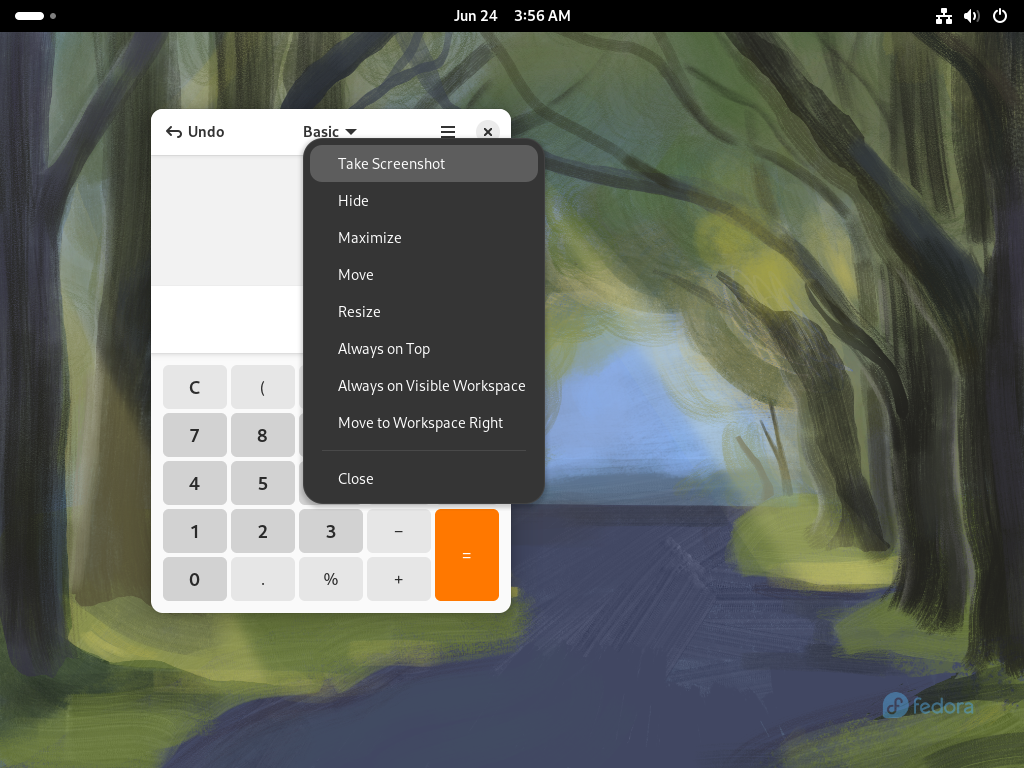 Jun 24 3:56 AM
Undo Basic
Take Screenshot
Hide
Maximize
Move
Resize
Always on Top
Always on Visible Workspace
Move to Workspace Right
Close
C (
7 8
4 5
1 2 3 − =
0 . % +
fedora